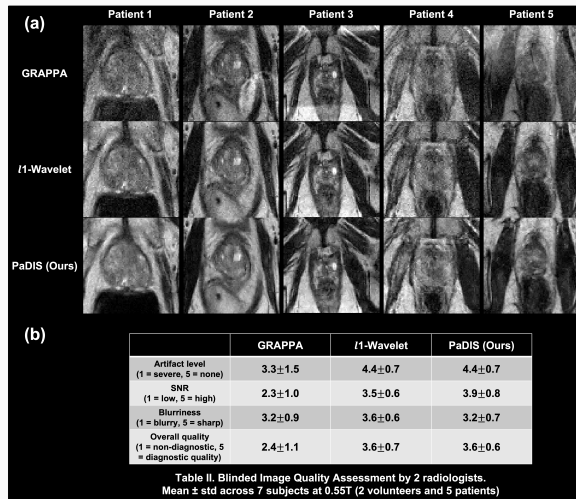 Patient 1 Patient 2 Patient 3 Patient 4 Patient 5
(a)
GRAPPA
l1-Wavelet
PaDIS (Ours)
(b)
GRAPPA l1-Wavelet PaDIS (Ours)
Artifact level
(1 = severe, 5 = none)
3.3±1.5 4.4±0.7 4.4±0.7
SNR
(1 = low, 5 = high)
2.3±1.0 3.5±0.6 3.9±0.8
Blurriness
(1 = blurry, 5 = sharp)
3.2±0.9 3.6±0.6 3.2±0.7
Overall quality
(1 = non-diagnostic, 5
= diagnostic quality)
2.4±1.1 3.6±0.7 3.6±0.6
Table II. Blinded Image Quality Assessment by 2 radiologists.
Mean ± std across 7 subjects at 0.55T (2 volunteers and 5 patients)